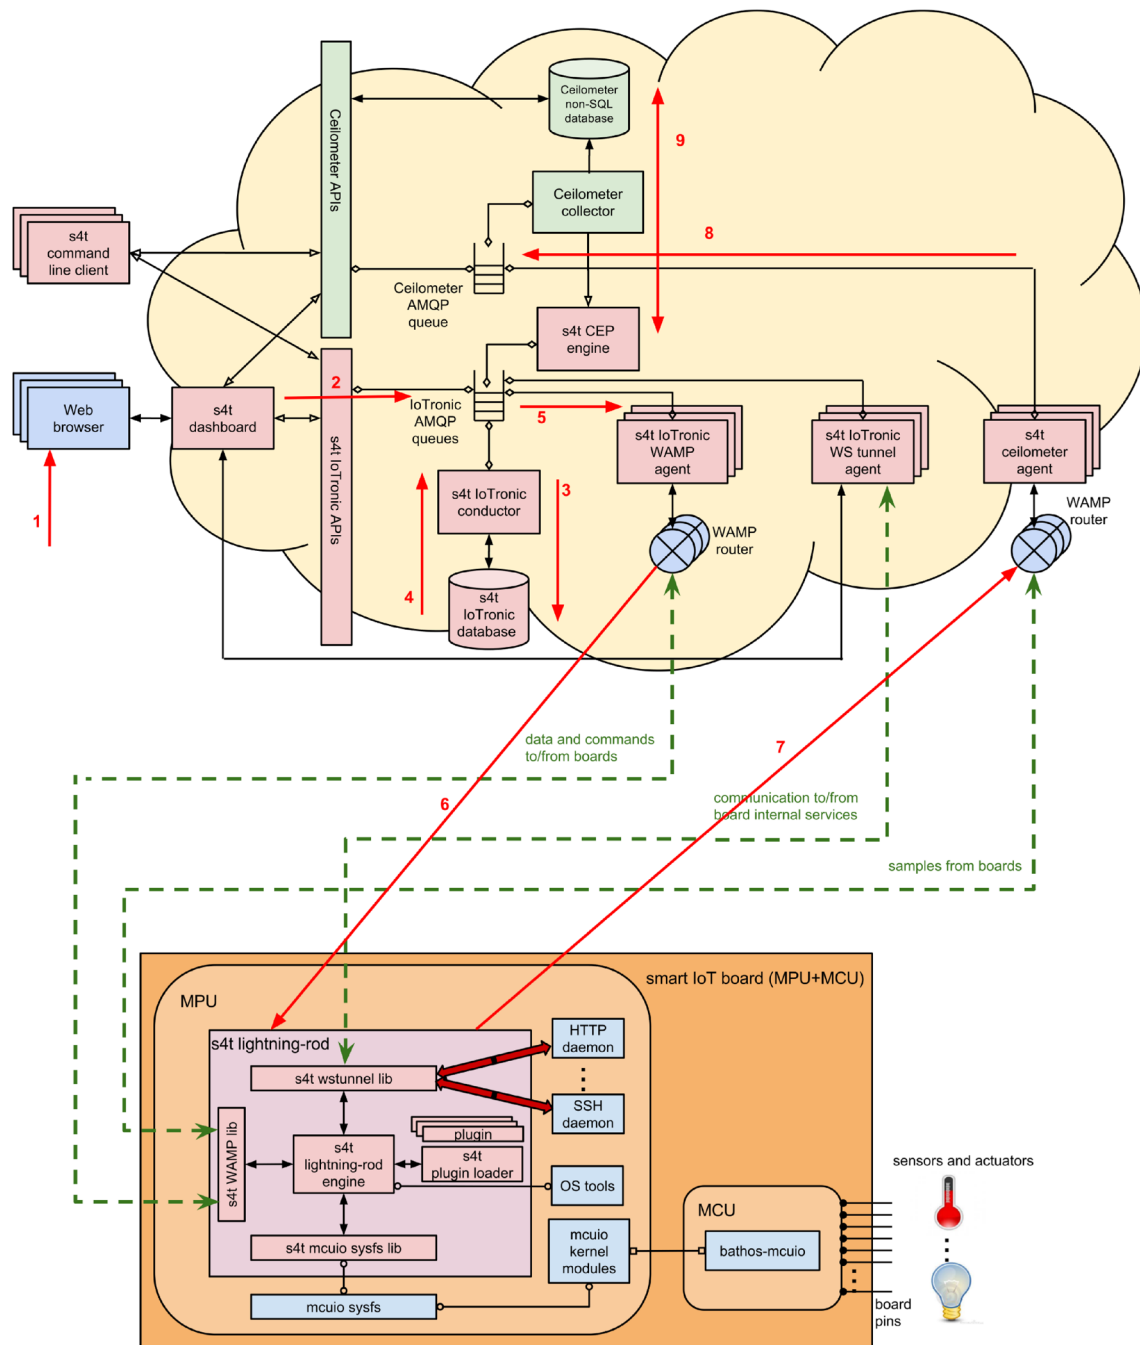 Ceilometer
non-SQL
database
9
Ceilometer APIs
Ceilometer
collector
s4t
command
line client
8
Ceilometer
AMQP
queue
s4t CEP
engine
2
Web
browser
s4t
dashboard
IoTronic
AMQP
queues
5
s4t IoTronic
WAMP
agent
s4t IoTronic
WS tunnel
agent
s4t
ceilometer
agent
s4t IoTronic APIs
1
s4t IoTronic
conductor
3
4
WAMP
router
WAMP
router
s4t
IoTronic
database
data and commands
to/from boards
7
6
communication to/from
board internal services
samples from boards
smart IoT board (MPU+MCU)
MPU
s4t lightning-rod
HTTP
daemon
s4t wstunnel lib
SSH
daemon
s4t WAMP lib
plugin
s4t
lightning-rod
engine
s4t
plugin loader
OS tools
sensors and actuators
MCU
s4t mcuio sysfs lib
mcuio
kernel
modules
bathos-mcuio
mcuio sysfs
board
pins